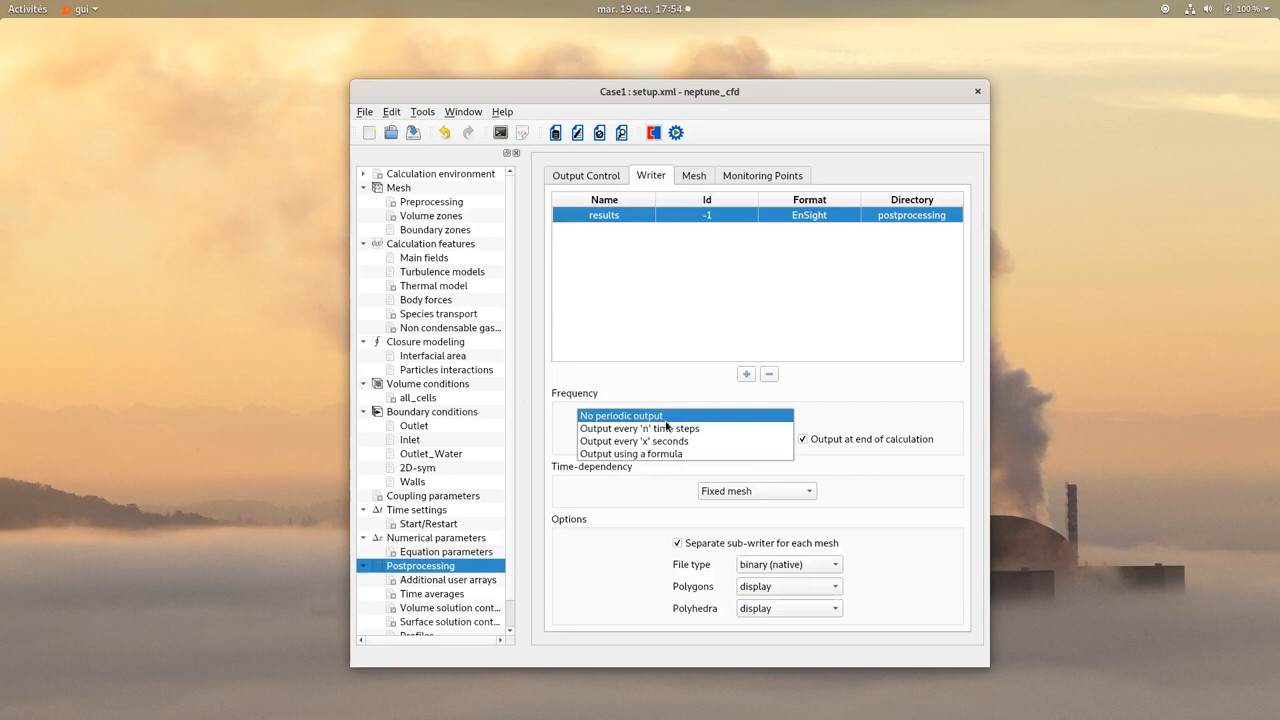 Activités gui mar. 19 oct. 17:54 100 %
Case1 : setup.xml - neptune_cfd
File Edit Tools Window Help
Calculation environment
Mesh
Preprocessing
Volume zones
Boundary zones
Calculation features
Main fields
Turbulence models
Thermal model
Body forces
Species transport
Non condensable gas...
Closure modeling
Interfacial area
Particles interactions
Volume conditions
all_cells
Boundary conditions
Outlet
Inlet
Outlet_Water
2D-sym
Walls
Coupling parameters
Δt Time settings
Start/Restart
Δx Numerical parameters
Equation parameters
Postprocessing
Additional user arrays
Time averages
Volume solution cont...
Surface solution cont...
Profiles
Output Control Writer Mesh Monitoring Points
Name Id Format Directory
results -1 EnSight postprocessing
Frequency
No periodic output
Output every 'n' time steps
Output every 'x' seconds
Output using a formula
Output at end of calculation
Time-dependency
Fixed mesh
Options
Separate sub-writer for each mesh
File type binary (native)
Polygons display
Polyhedra display